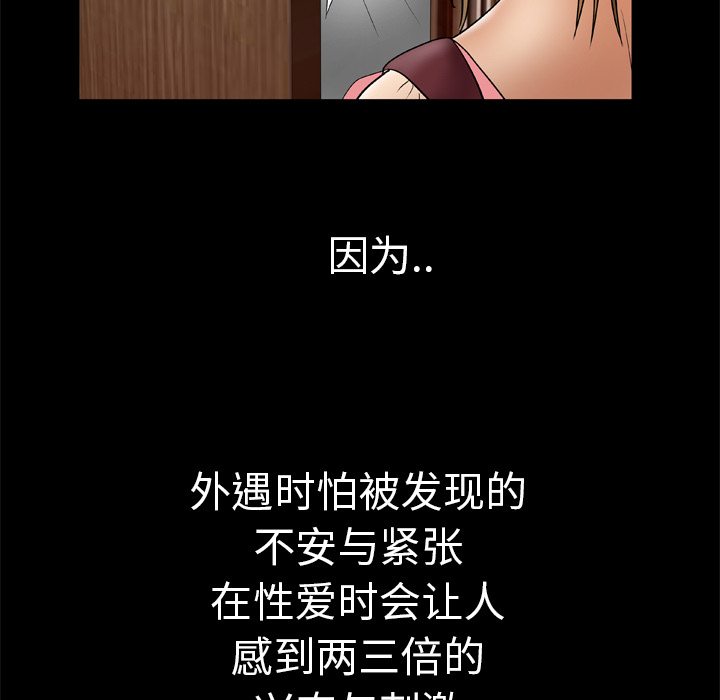 因为..
外遇时怕被发现的
不安与紧张
在性爱时会让人
感到两三倍的